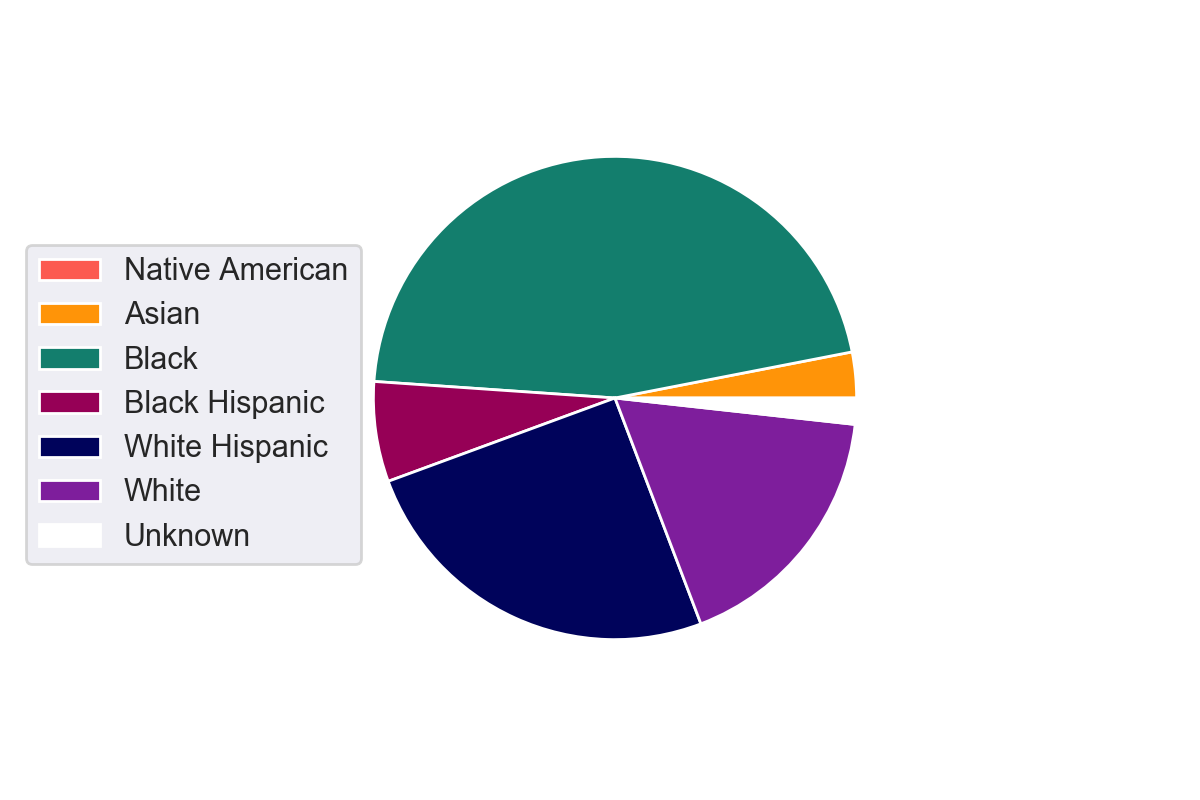 Native American
Asian
Black
Black Hispanic
White Hispanic
White
Unknown